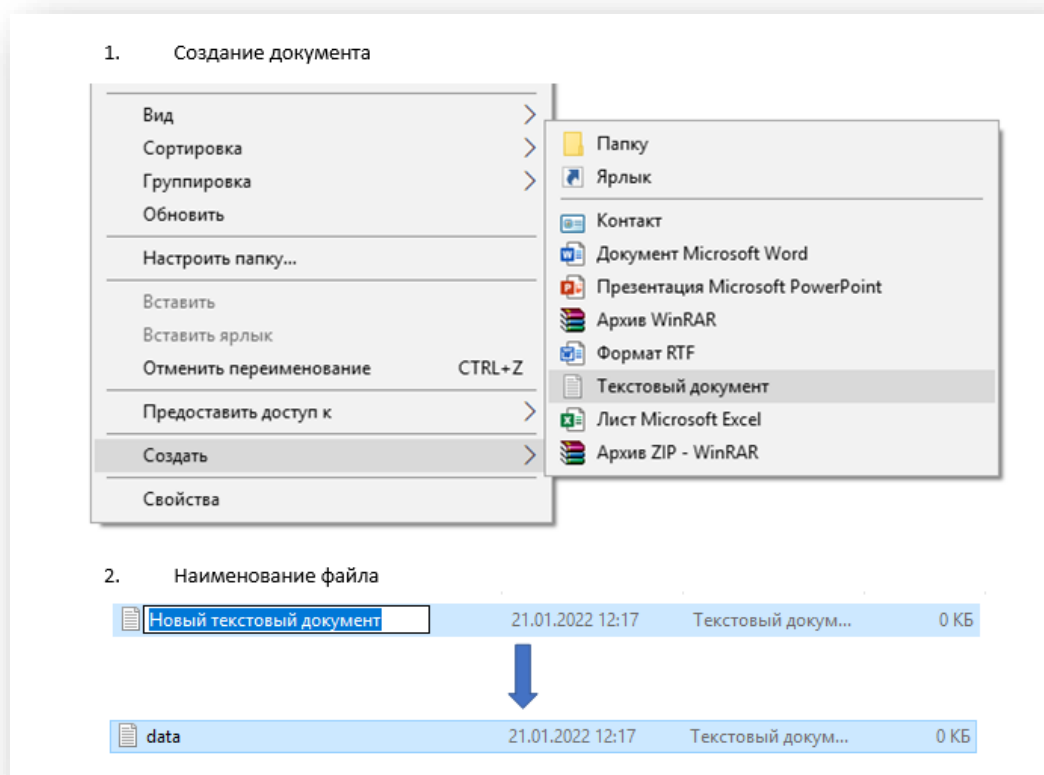 1. Создание документа
Вид
Сортировка
Группировка
Обновить
Настроить папку...
Вставить
Вставить ярлык
Отменить переименование CTRL+Z
Предоставить доступ к
Создать
Свойства
Папку
Ярлык
Контакт
Документ Microsoft Word
Презентация Microsoft PowerPoint
Архив WinRAR
Формат RTF
Текстовый документ
Лист Microsoft Excel
Архив ZIP - WinRAR
2. Наименование файла
Новый текстовый документ 21.01.2022 12:17 Текстовый докум... 0 КБ
data 21.01.2022 12:17 Текстовый докум... 0 КБ